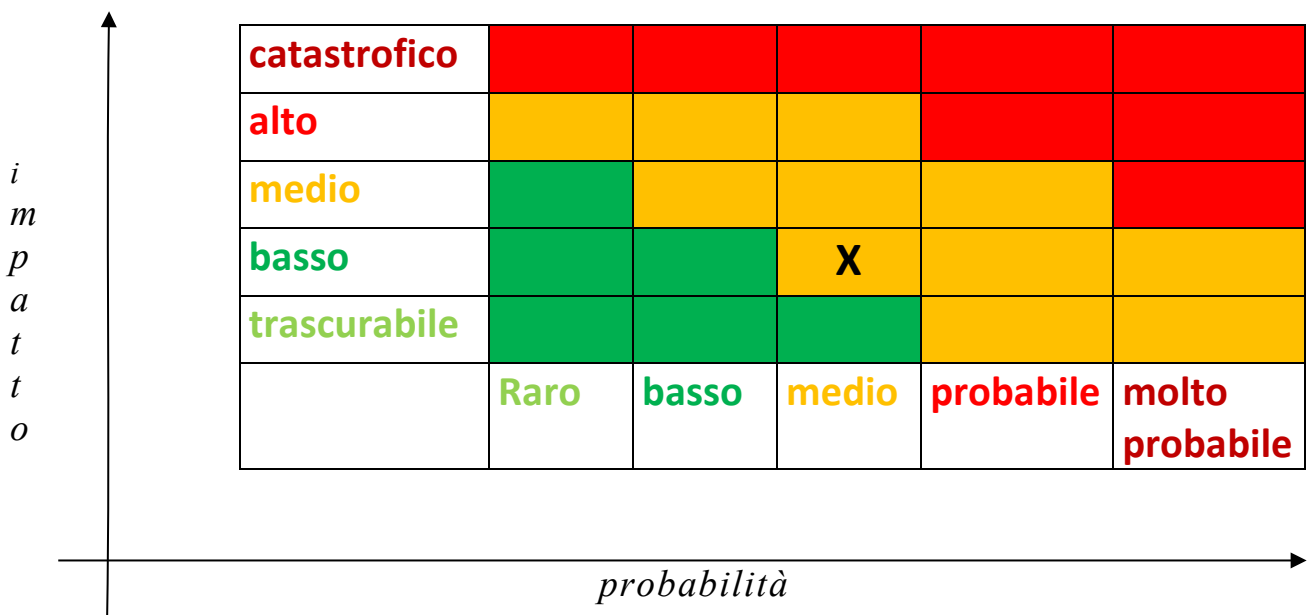 catastrofico
alto
medio
basso X
trascurabile
Raro basso medio probabile molto
probabile
i
m
p
a
t
t
o
probabilità